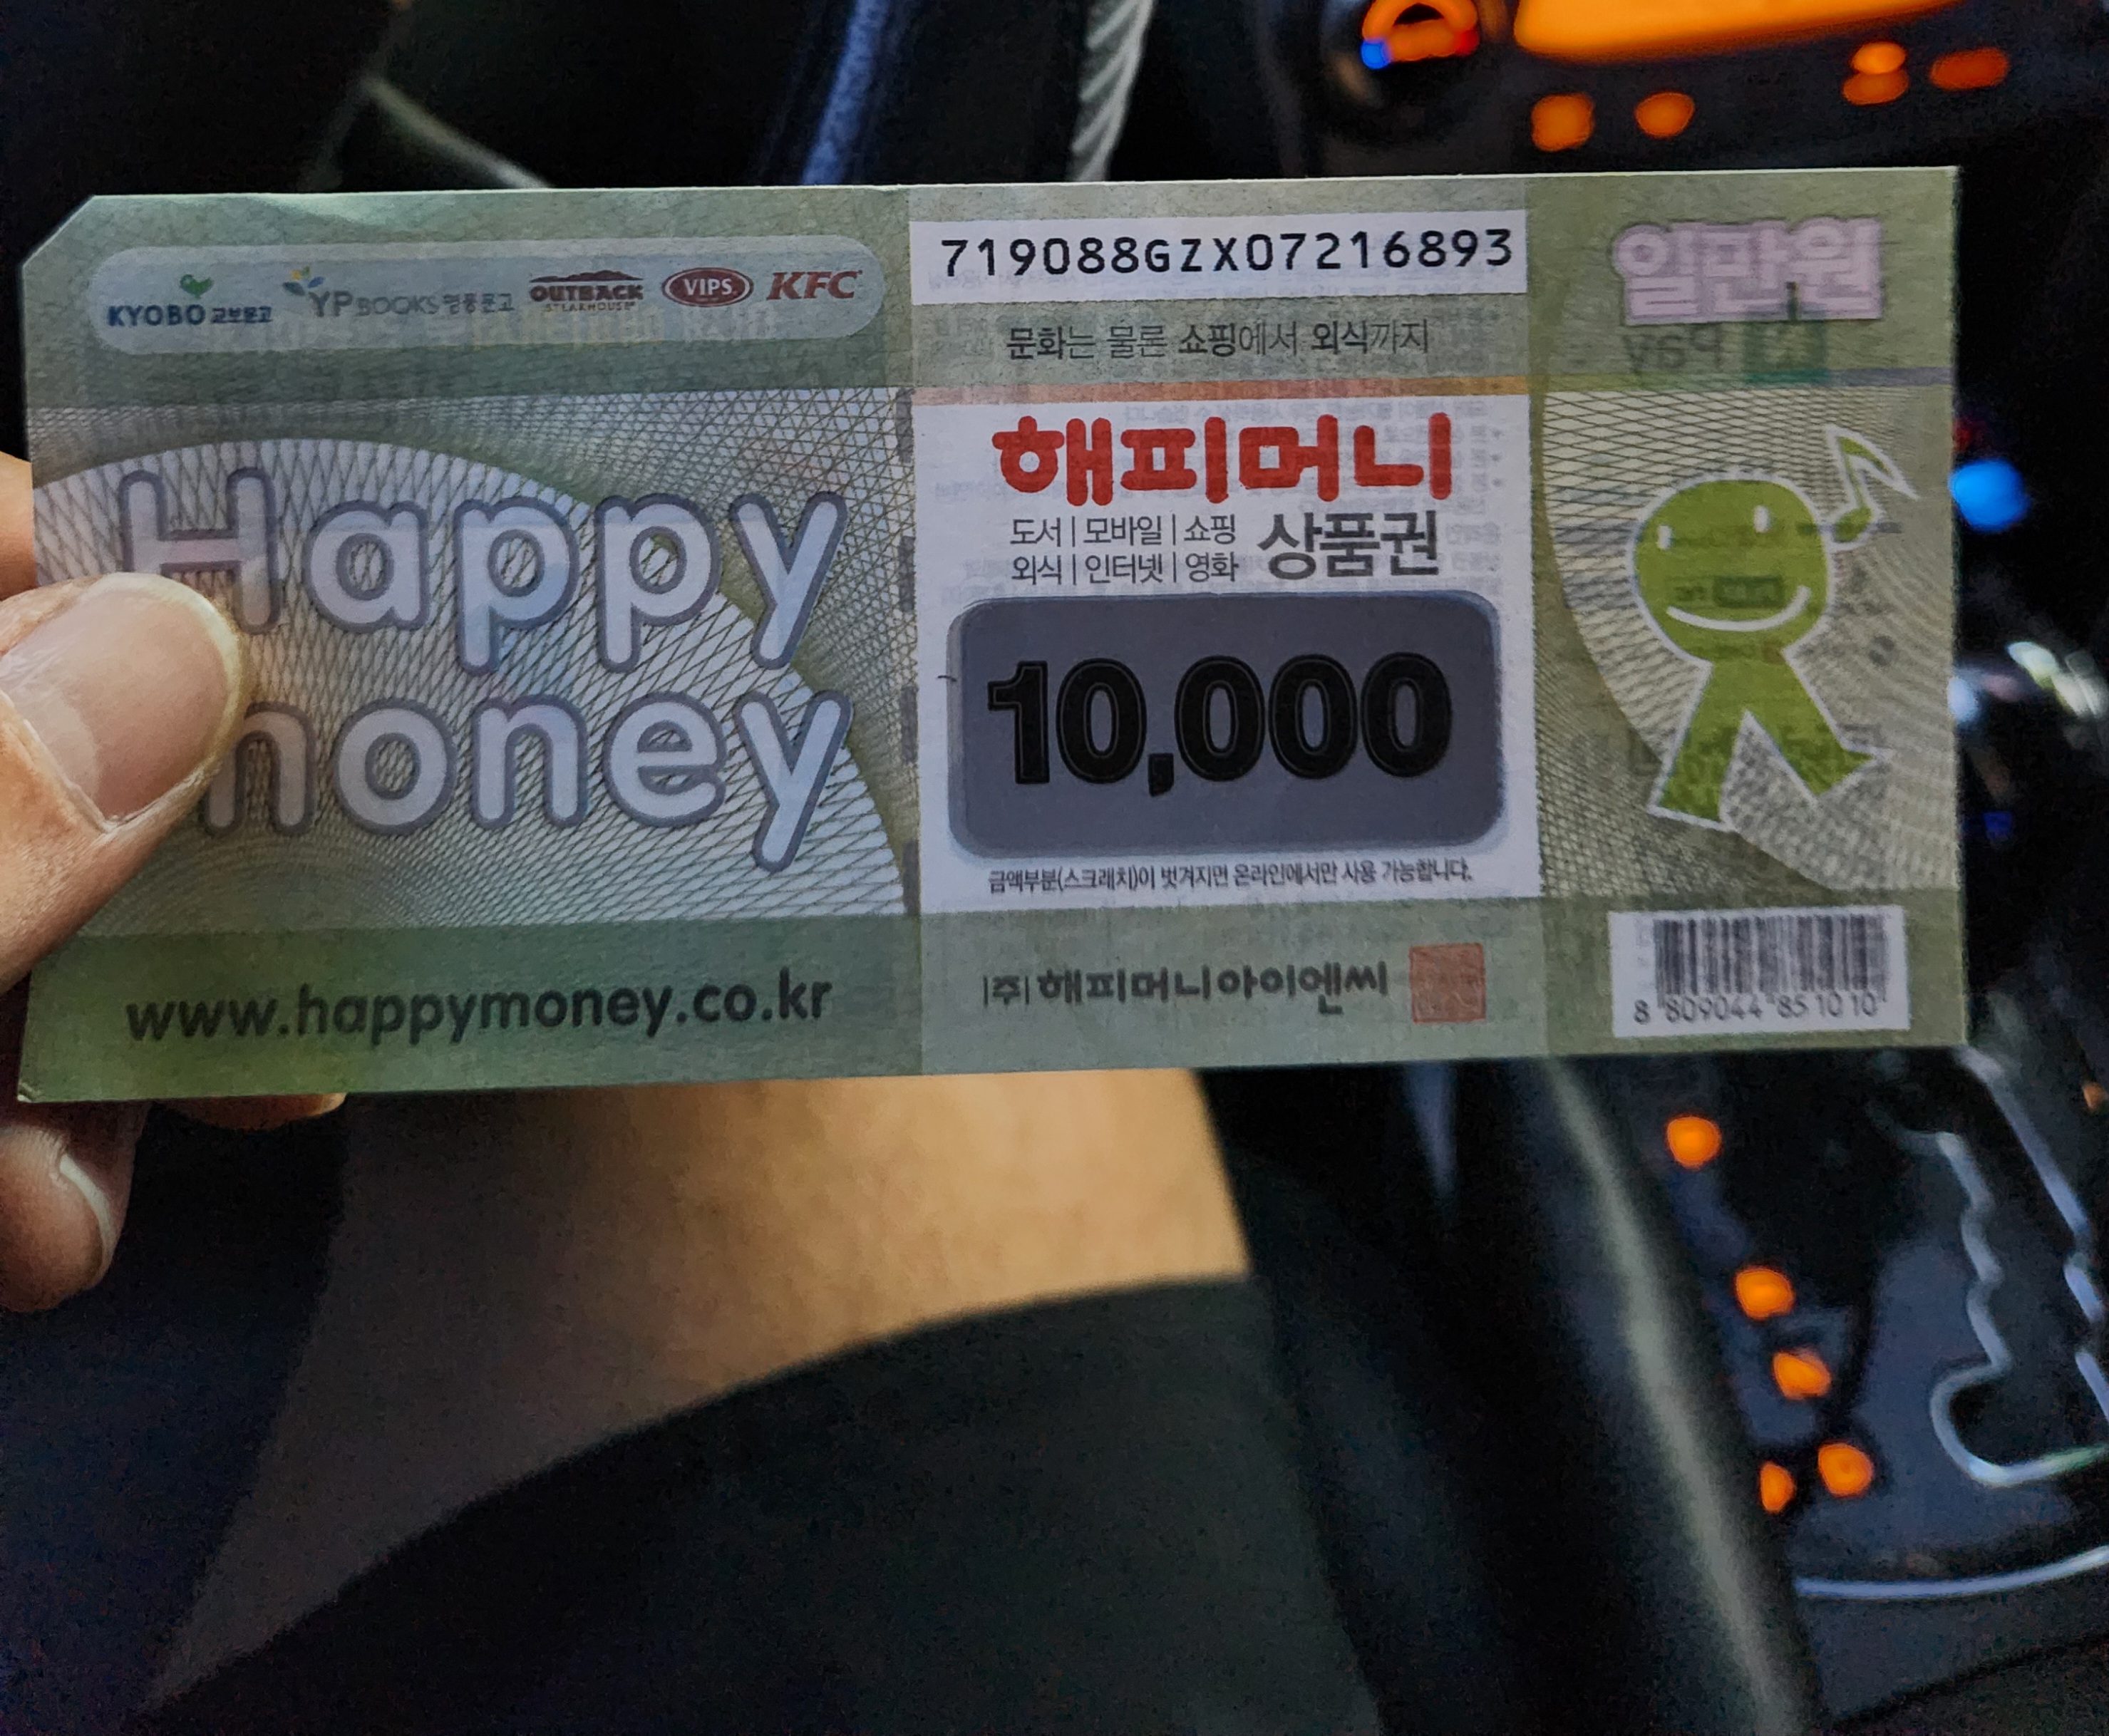 KYOBO 교보문고 YP BOOKS 영풍문고 OUTBACK STEAKHOUSE VIPS KFC
719088GZX07216893
일만원
문화는 물론 쇼핑에서 외식까지
Pay
Happy
money
해피머니
도서 | 모바일 | 쇼핑
외식 | 인터넷 | 영화
상품권
10,000
금액부분(스크래치)이 벗겨지면 온라인에서만 사용 가능합니다.
www.happymoney.co.kr
(주) 해피머니아이엔씨
8 809044 851010